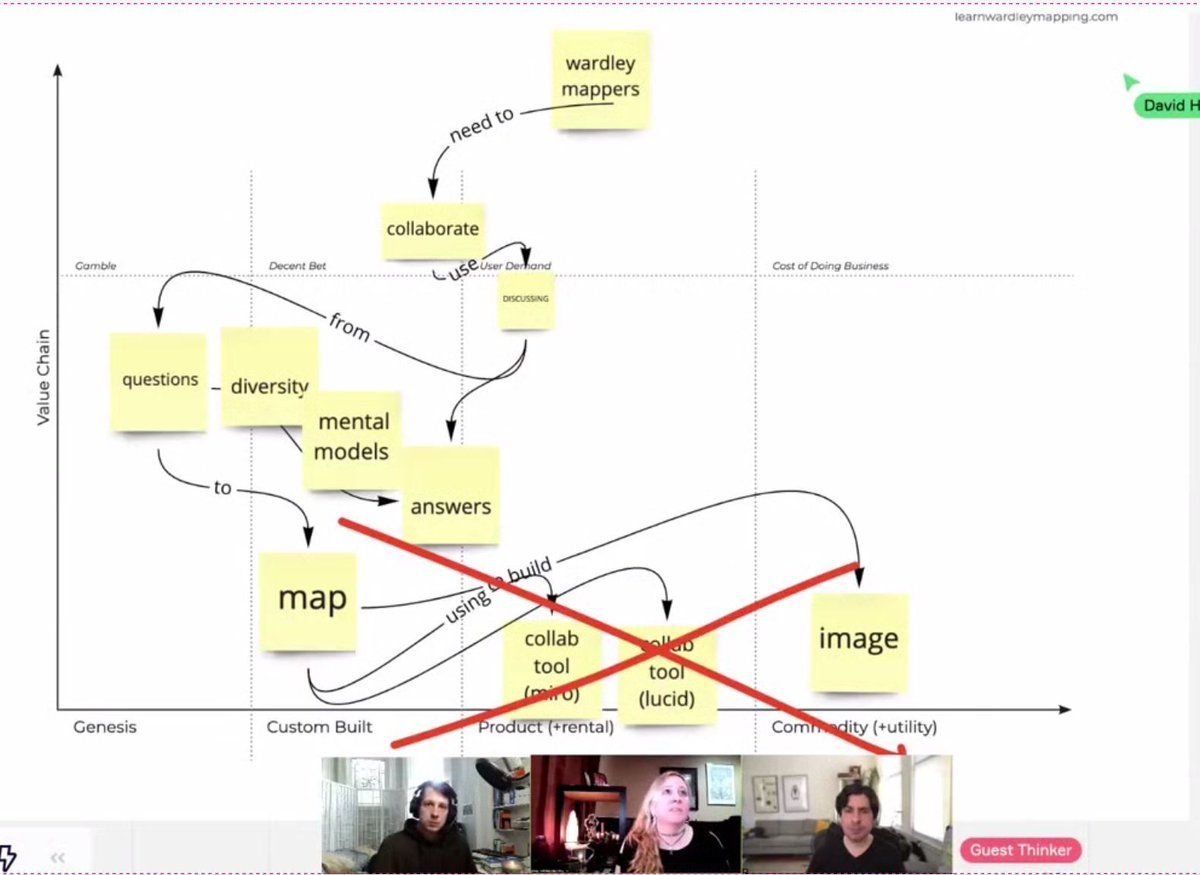 learnwardleymapping.com
wardley
mappers
David H
need to
collaborate
use
Gamble
Decent Bet
User Demand
Cost of Doing Business
DISCUSSING
from
Value Chain
questions
diversity
mental
models
answers
to
map
using to build
collab
tool
(miro)
collab
tool
(lucid)
image
Genesis
Custom Built
Product (+rental)
Commodity (+utility)
Guest Thinker